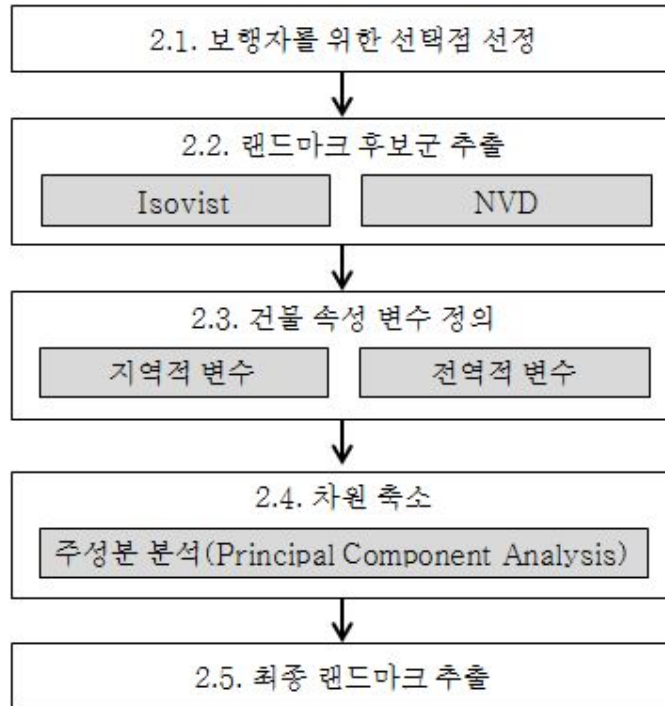 2.1. 보행자를 위한 선택점 선정
2.2. 랜드마크 후보군 추출
Isovist
NVD
2.3. 건물 속성 변수 정의
지역적 변수
전역적 변수
2.4. 차원 축소
주성분 분석(Principal Component Analysis)
2.5. 최종 랜드마크 추출